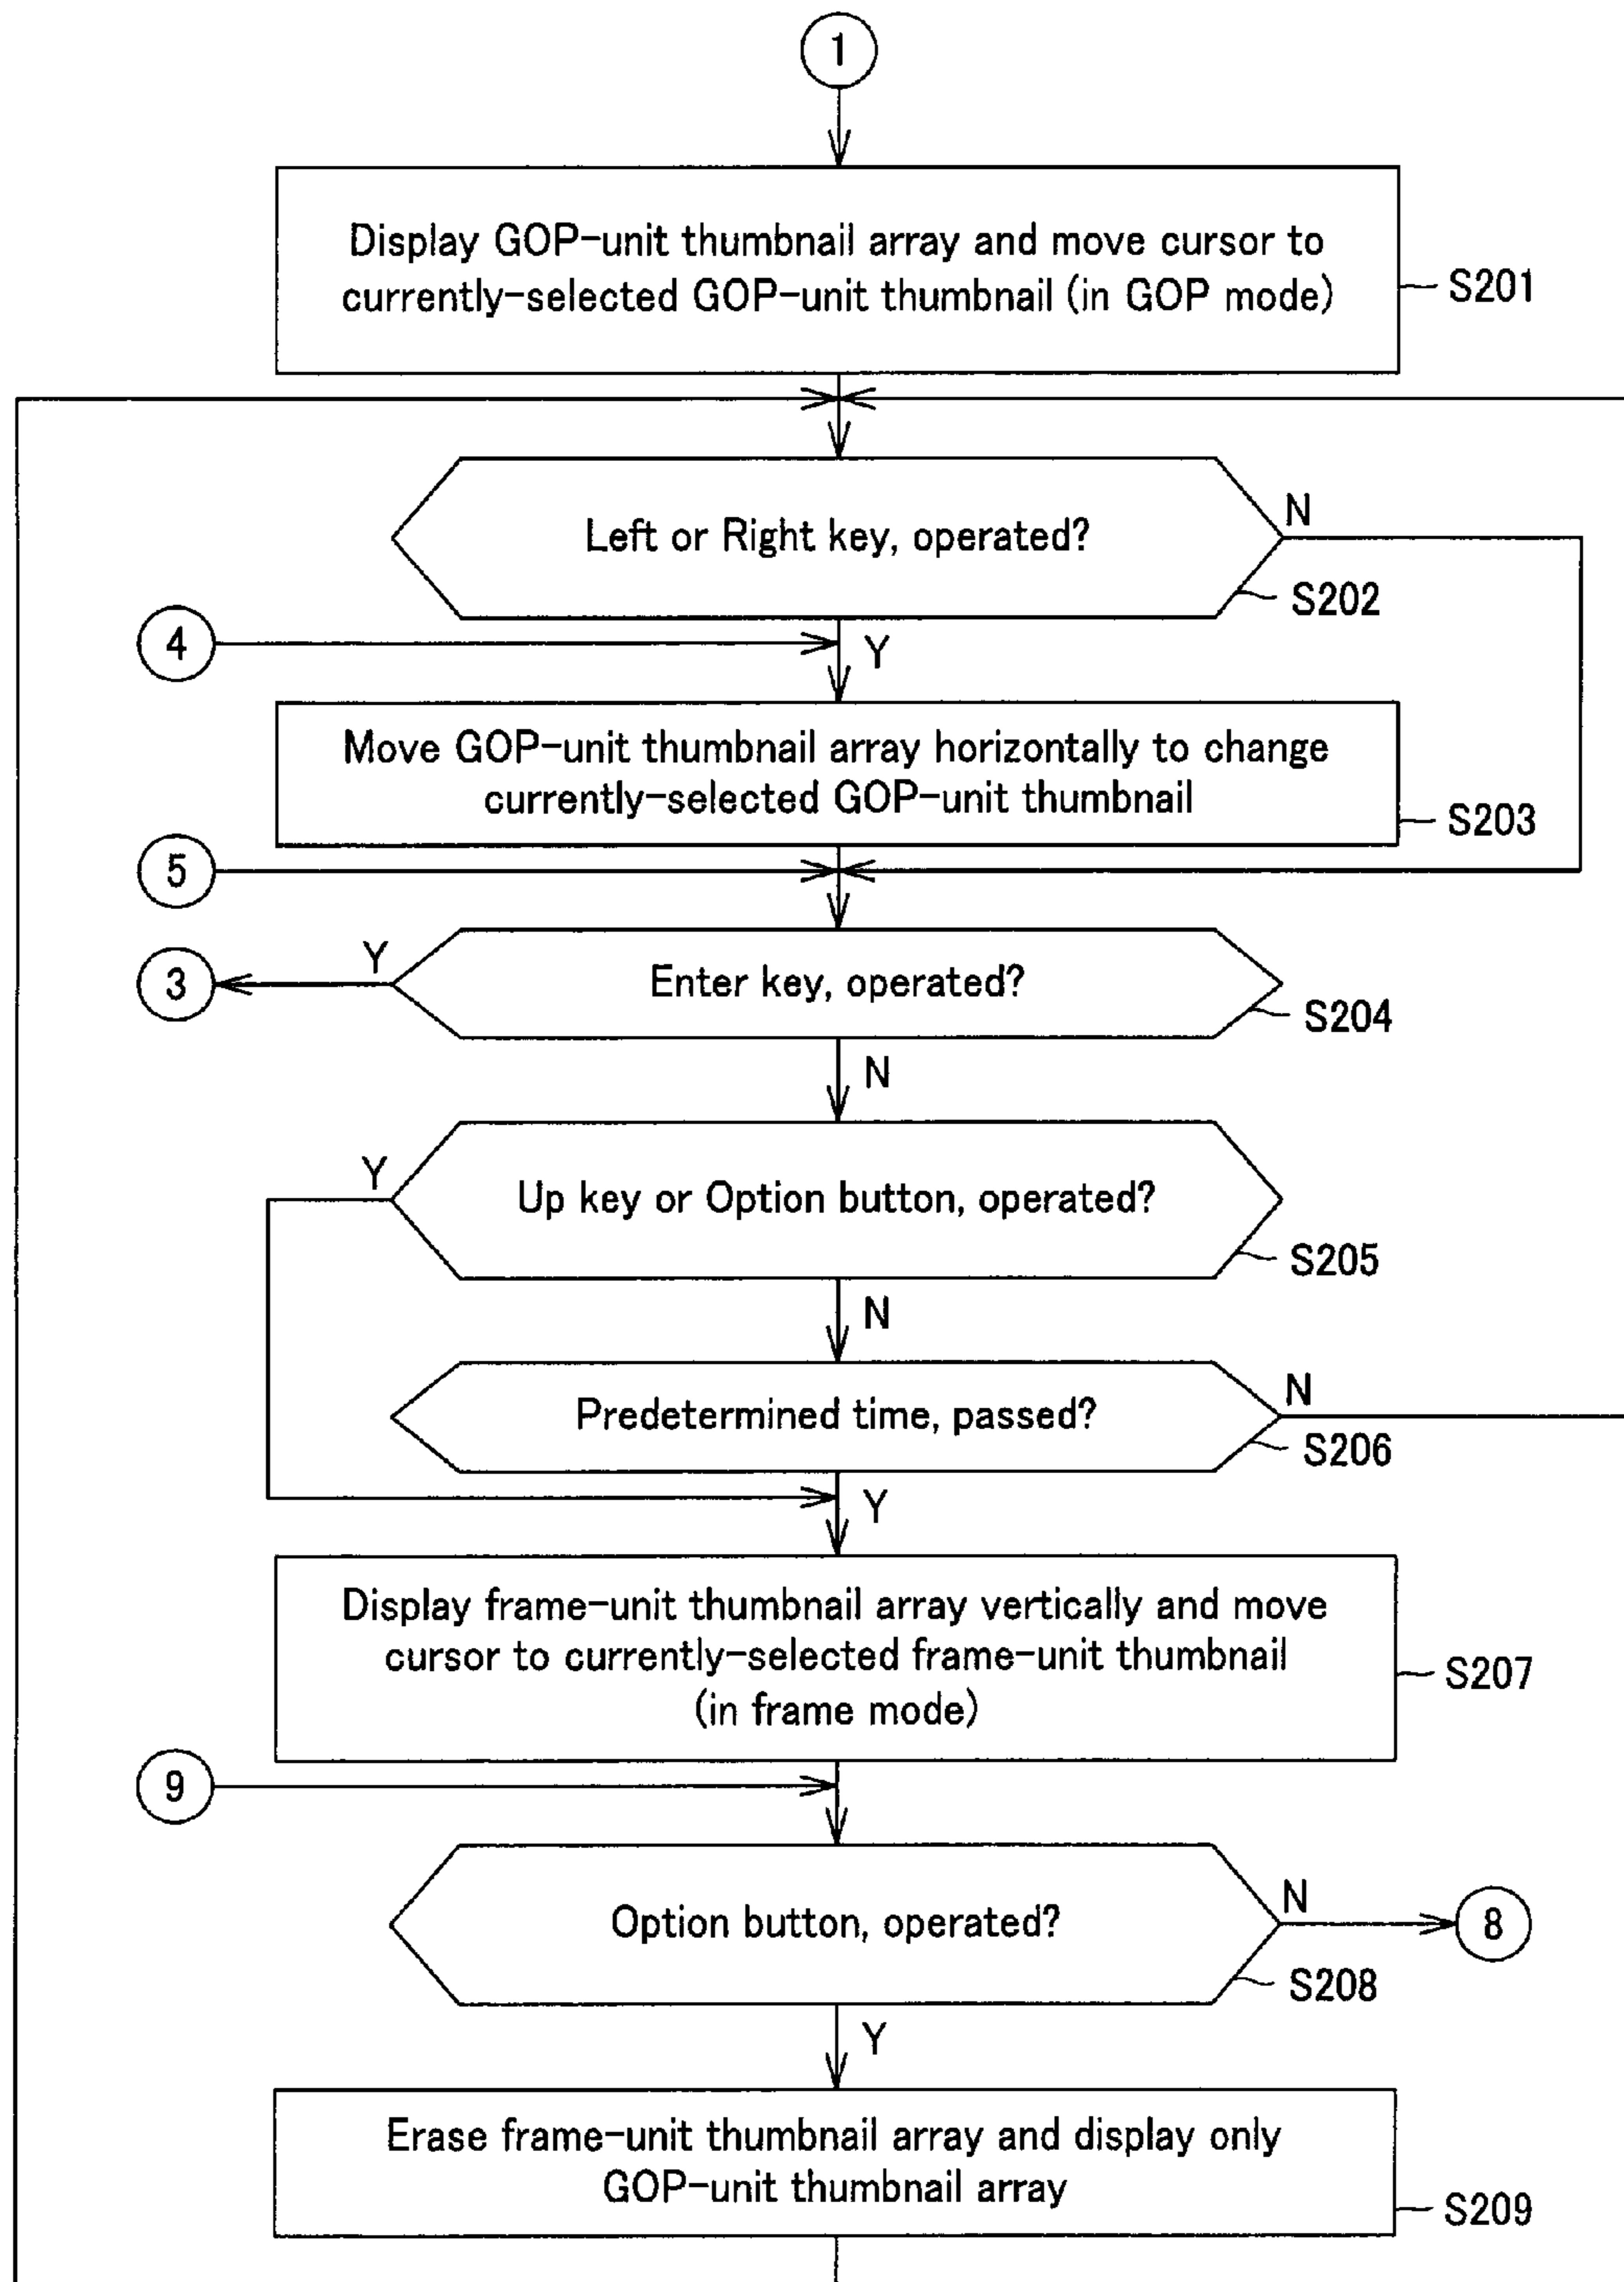 1
Display GOP-unit thumbnail array and move cursor to
currently-selected GOP-unit thumbnail (in GOP mode)
S201
Left or Right key, operated?
N
S202
4
Y
Move GOP-unit thumbnail array horizontally to change
currently-selected GOP-unit thumbnail
S203
5
3
Y
Enter key, operated?
S204
N
Y
Up key or Option button, operated?
S205
N
Predetermined time, passed?
N
S206
Y
Display frame-unit thumbnail array vertically and move
cursor to currently-selected frame-unit thumbnail
(in frame mode)
S207
9
Option button, operated?
N
8
S208
Y
Erase frame-unit thumbnail array and display only
GOP-unit thumbnail array
S209